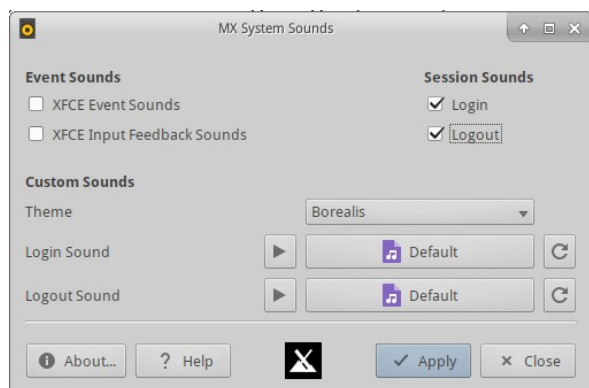 MX System Sounds
Event Sounds
Session Sounds
XFCE Event Sounds
Login
XFCE Input Feedback Sounds
Logout
Custom Sounds
Theme
Borealis
Login Sound
Default
Logout Sound
Default
About...
? Help
Apply
Close